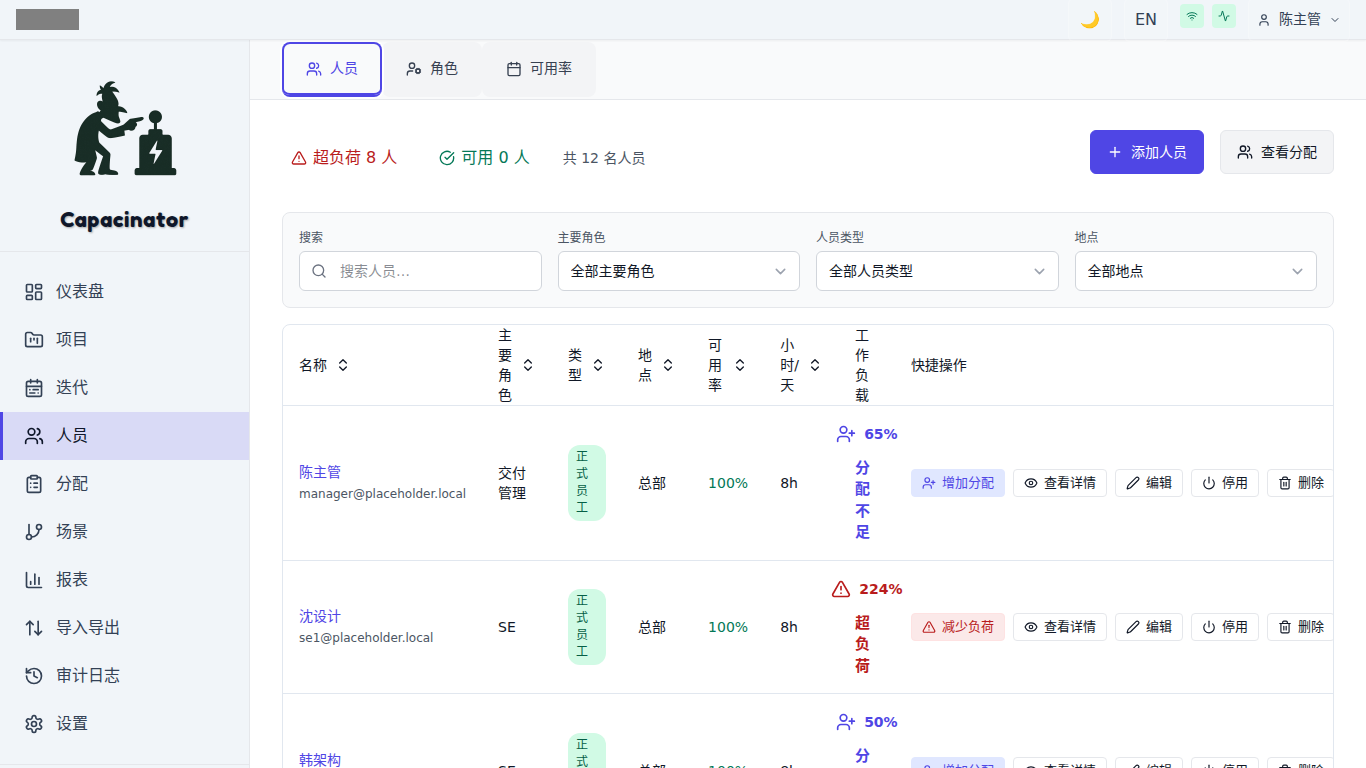 EN
陈主管
Capacinator
仪表盘
项目
迭代
人员
分配
场景
报表
导入导出
审计日志
设置
人员
角色
可用率
超负荷 8 人
可用 0 人
共 12 名人员
添加人员
查看分配
搜索
主要角色
人员类型
地点
搜索人员...
全部主要角色
全部人员类型
全部地点
名称
主要角色
类型
地点
可用率
小时/天
工作负载
快捷操作
陈主管
manager@placeholder.local
交付管理
正式员工
总部
100%
8h
65%
分配不足
增加分配
查看详情
编辑
停用
删除
沈设计
se1@placeholder.local
SE
正式员工
总部
100%
8h
224%
超负荷
减少负荷
查看详情
编辑
停用
删除
韩架构
正式
50%
分